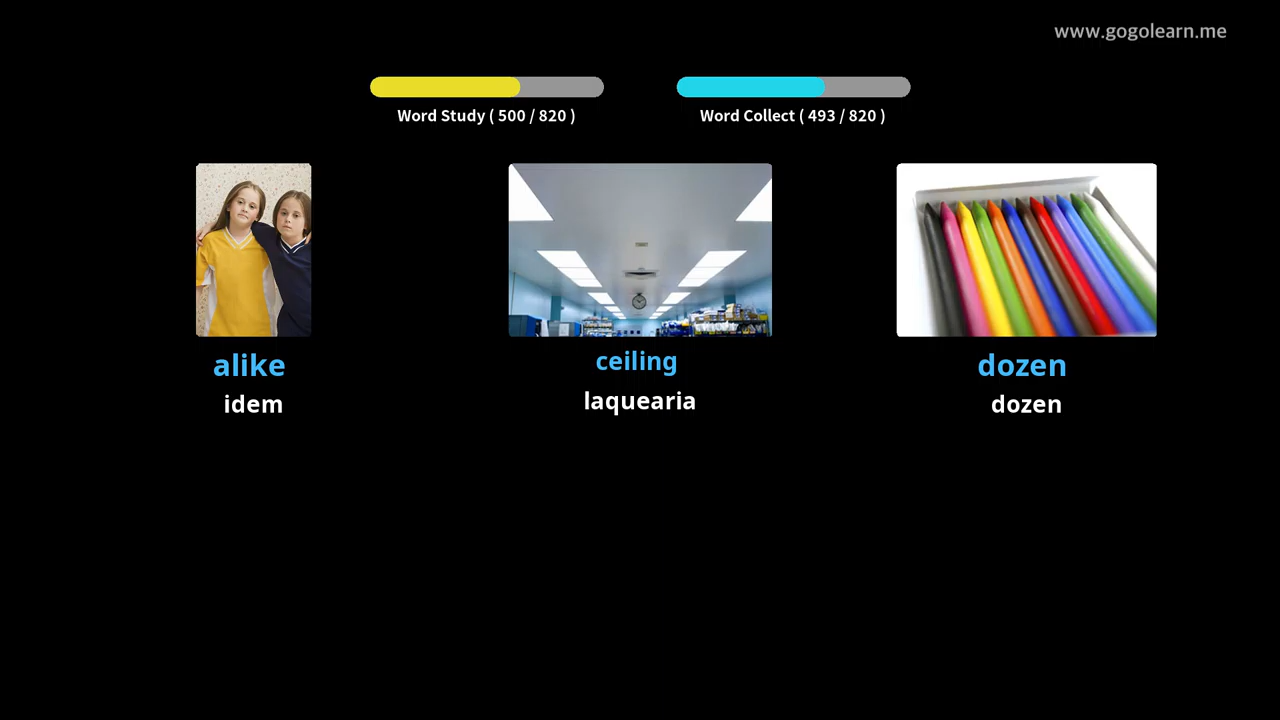 www.gogolearn.me
Word Study ( 500 / 820 )
Word Collect ( 493 / 820 )
alike
idem
ceiling
laquearia
dozen
dozen